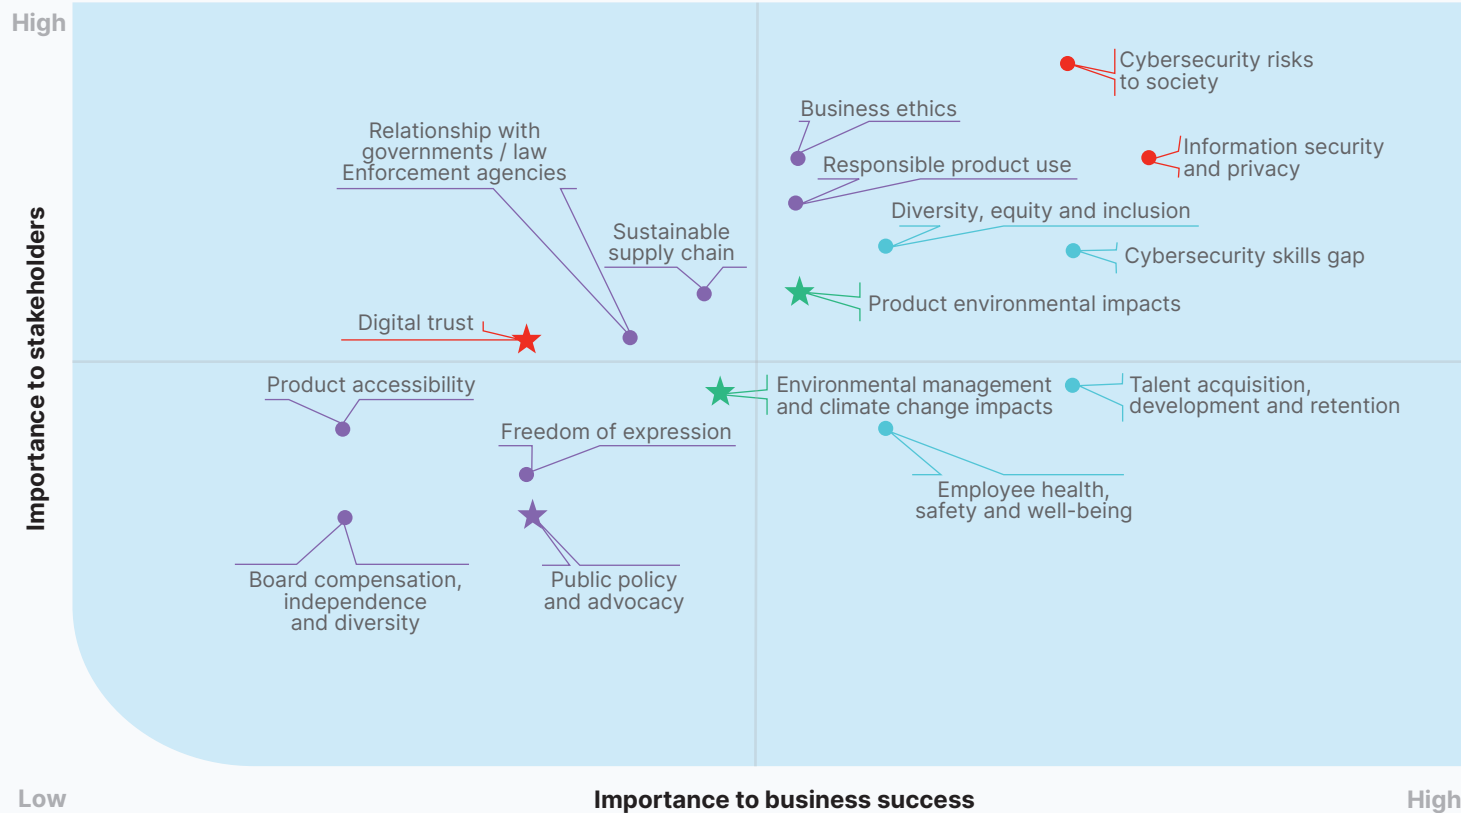 High
Cybersecurity risks
to society
Business ethics
Relationship with
governments / law
Enforcement agencies
Information security
and privacy
Responsible product use
Diversity, equity and inclusion
Sustainable
supply chain
Cybersecurity skills gap
Product environmental impacts
Digital trust
Importance to stakeholders
Product accessibility
Environmental management
and climate change impacts
Talent acquisition,
development and retention
Freedom of expression
Employee health,
safety and well-being
Board compensation,
independence
and diversity
Public policy
and advocacy
Low
Importance to business success
High